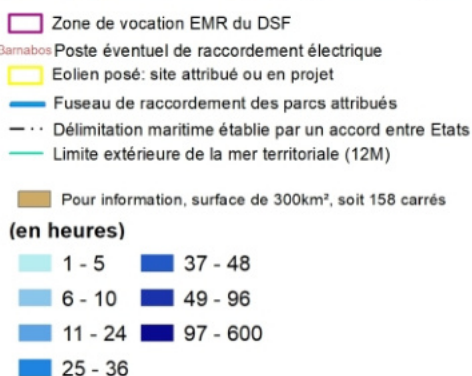 Zone de vocation EMR du DSF
Barnabos Poste éventuel de raccordement électrique
Eolien posé: site attribué ou en projet
Fuseau de raccordement des parcs attribués
Délimitation maritime établie par un accord entre Etats
Limite extérieure de la mer territoriale (12M)
Pour information, surface de 300km², soit 158 carrés
(en heures)
1 - 5 37 - 48
6 - 10 49 - 96
11 - 24 97 - 600
25 - 36